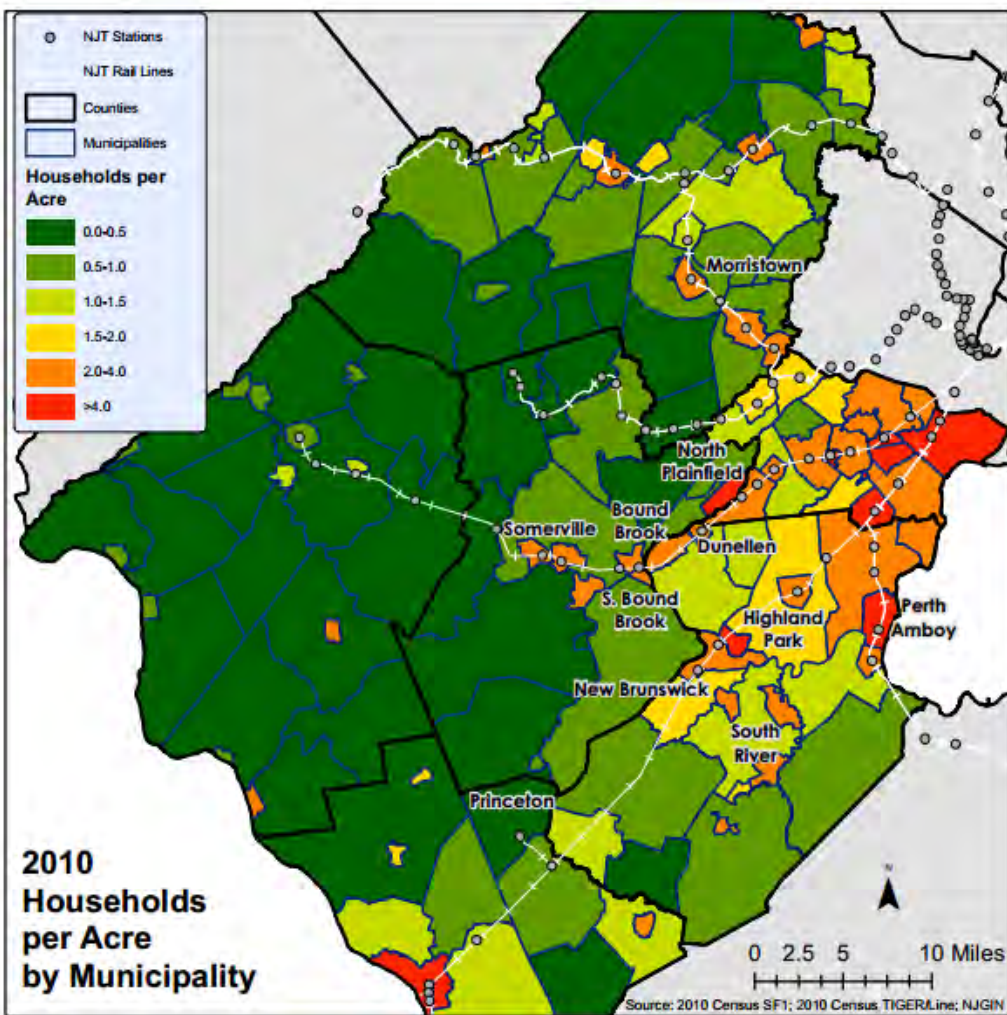 NJT Stations
NJT Rail Lines
Counties
Municipalities
Households per
Acre
0.0-0.5
0.5-1.0
1.0-1.5
1.5-2.0
2.0-4.0
>4.0
Morristown
North
Plainfield
Bound
Brook
Somerville
Dunellen
S. Bound
Brook
Highland
Park
Perth
Amboy
New Brunswick
South
River
Princeton
2010
Households
per Acre
by Municipality
N
0 2.5 5 10 Miles
Source: 2010 Census SF1; 2010 Census TIGER/Line; NJGIN